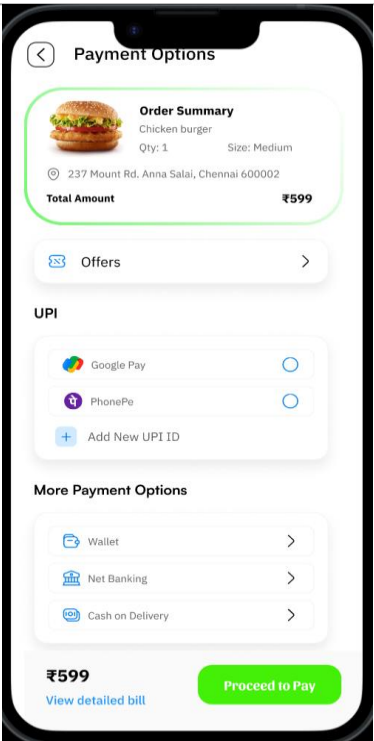 Payment Options
Order Summary
Chicken burger
Qty: 1 Size: Medium
237 Mount Rd. Anna Salai, Chennai 600002
Total Amount ₹599
Offers
UPI
Google Pay
पे PhonePe
+ Add New UPI ID
More Payment Options
Wallet
Net Banking
Cash on Delivery
₹599
View detailed bill
Proceed to Pay